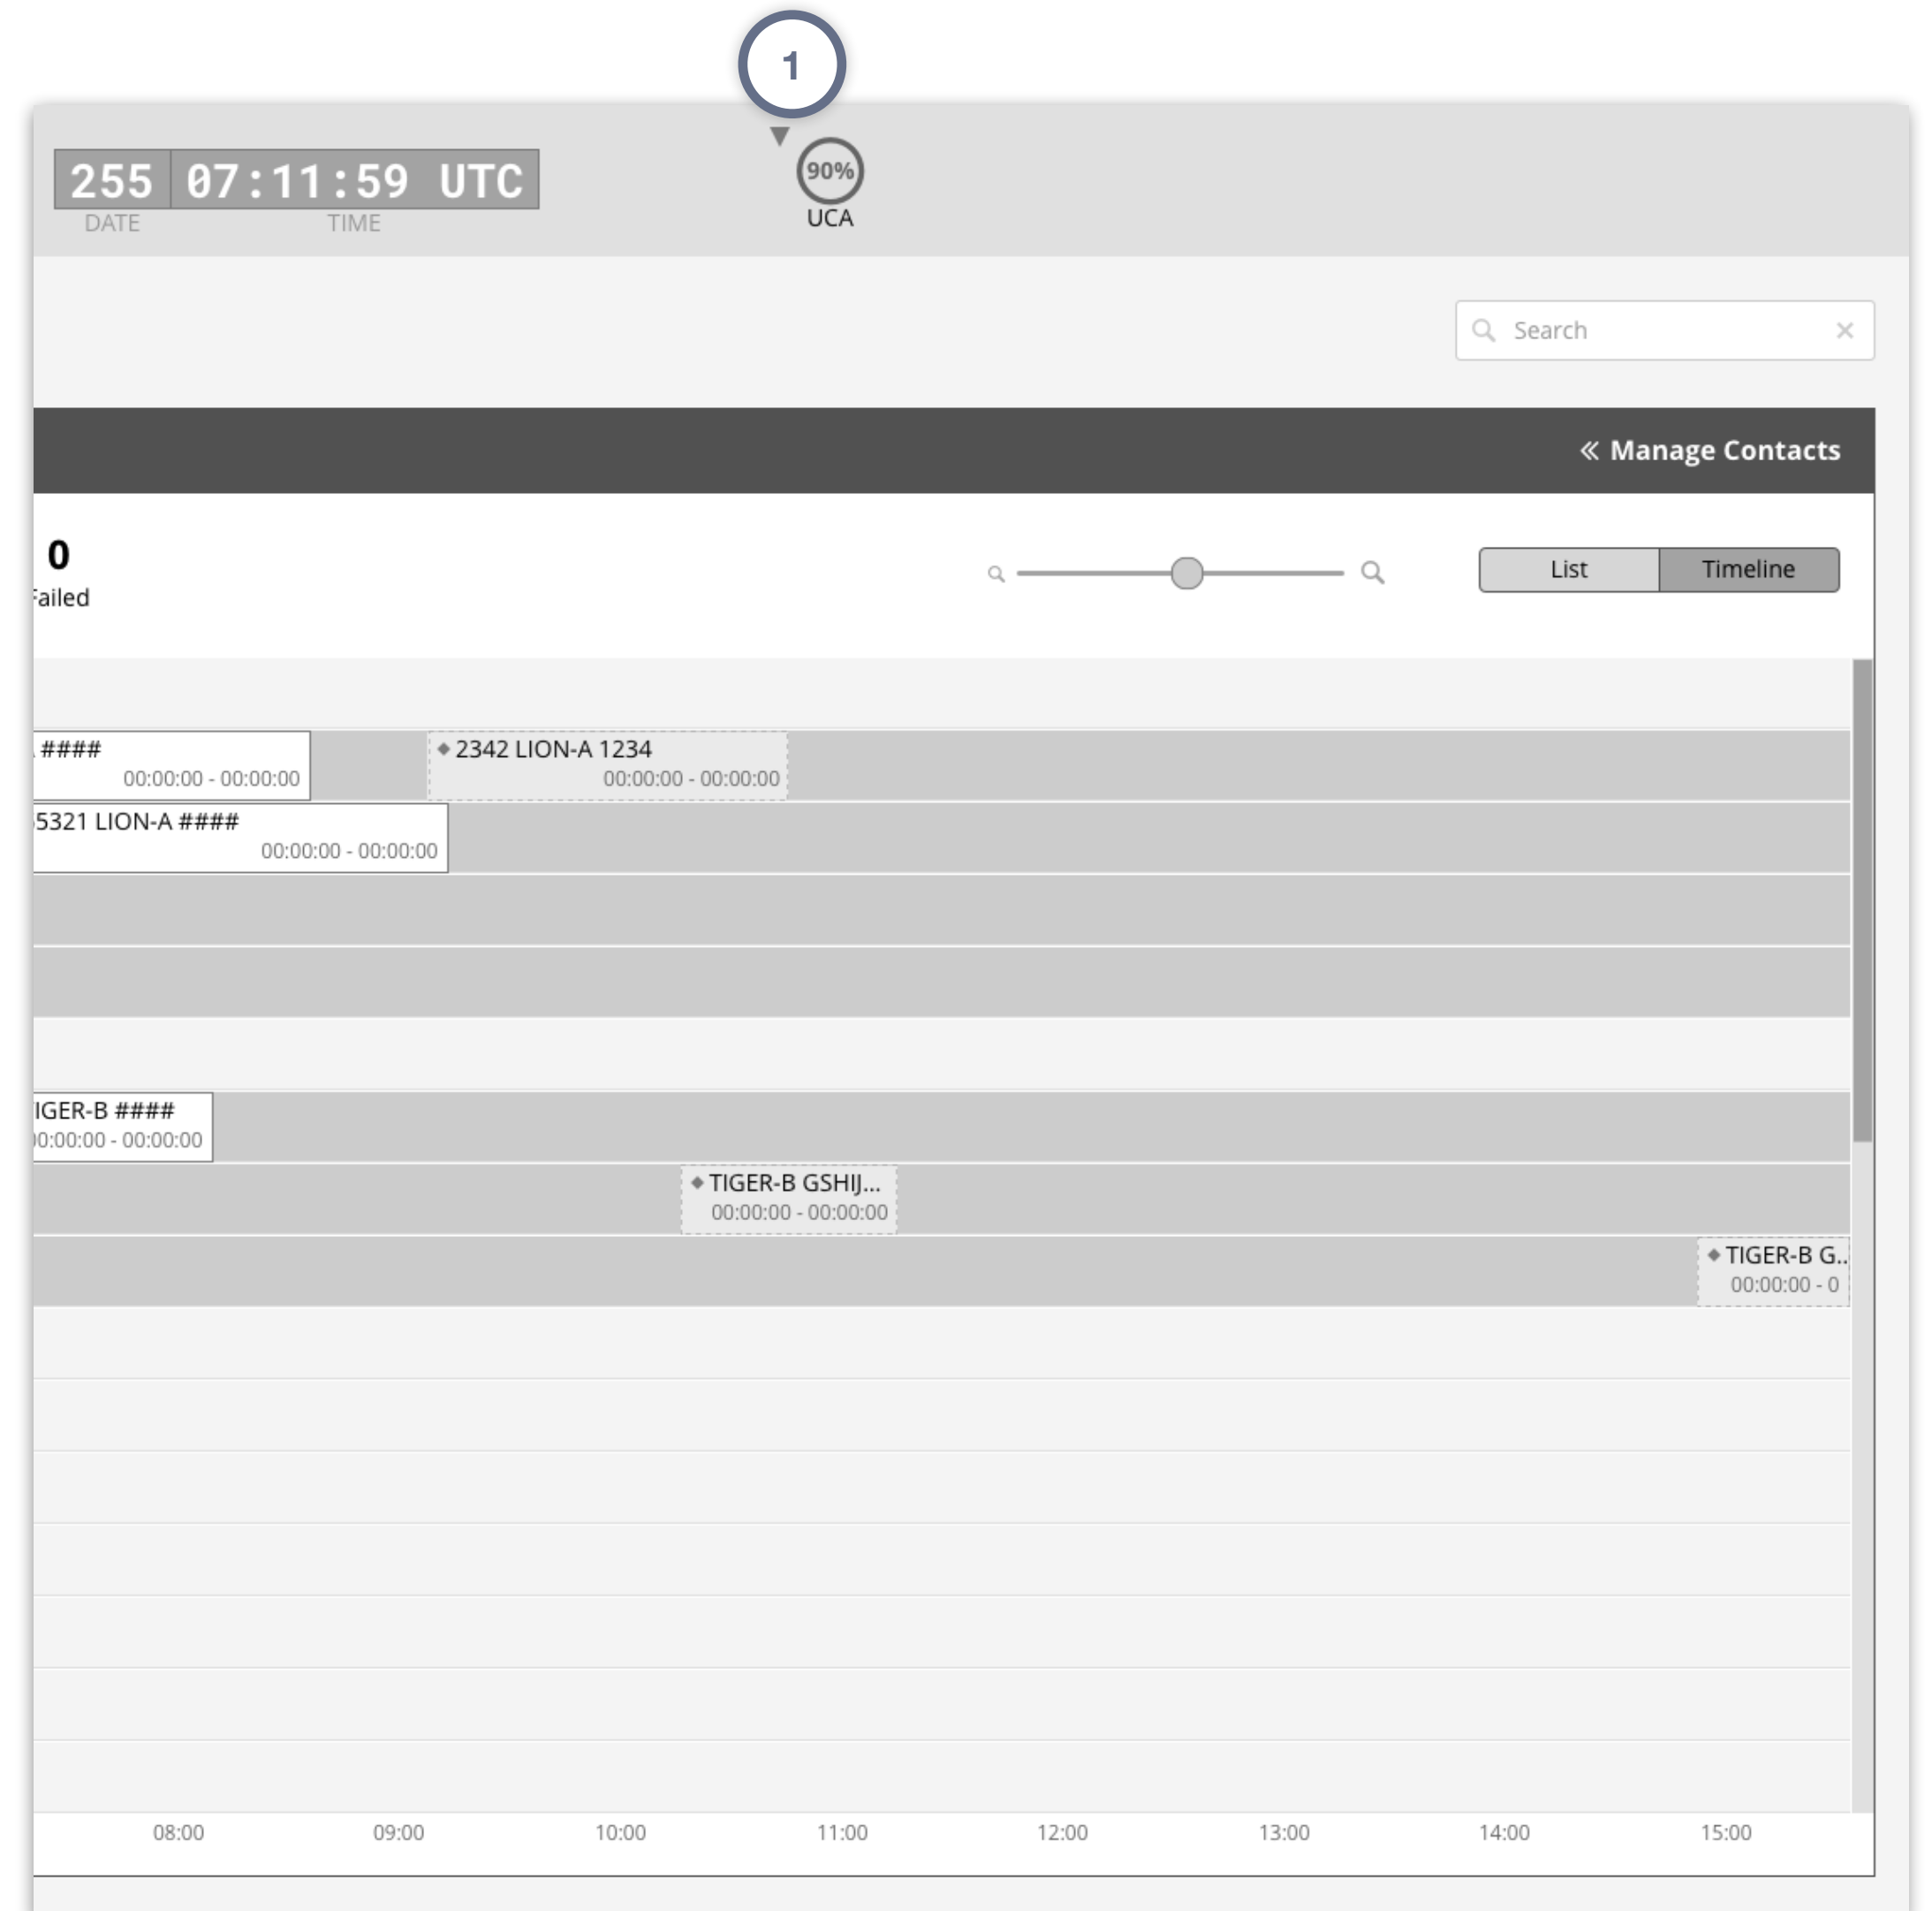 1
255 07:11:59 UTC
DATE TIME
90%
UCA
Search
Manage Contacts
0
Failed
List Timeline
####
00:00:00 - 00:00:00
2342 LION-A 1234
00:00:00 - 00:00:00
5321 LION-A ####
00:00:00 - 00:00:00
TIGER-B ####
00:00:00 - 00:00:00
TIGER-B GSHIJ...
00:00:00 - 00:00:00
TIGER-B G..
00:00:00 - 0
08:00 09:00 10:00 11:00 12:00 13:00 14:00 15:00